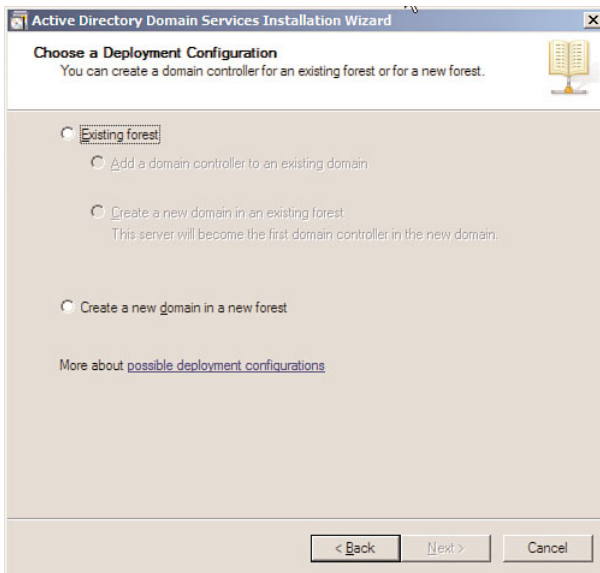 Active Directory Domain Services Installation Wizard
Choose a Deployment Configuration
You can create a domain controller for an existing forest or for a new forest.
Existing forest
Add a domain controller to an existing domain
Create a new domain in an existing forest
This server will become the first domain controller in the new domain.
Create a new domain in a new forest
More about possible deployment configurations
< Back Next > Cancel